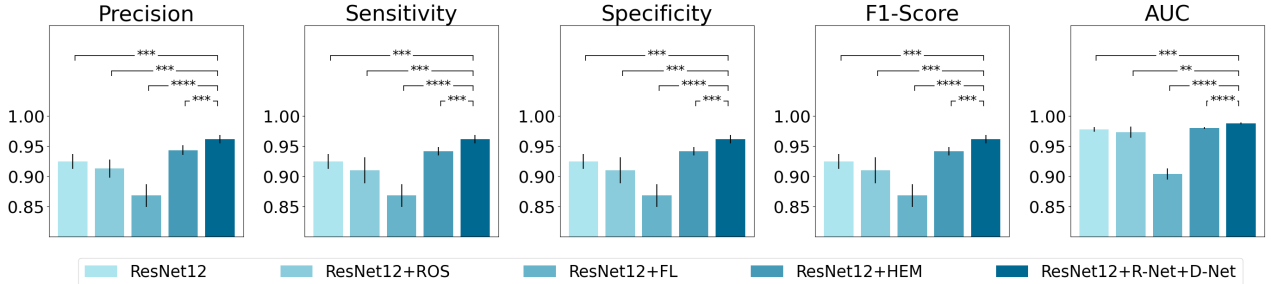 Precision Sensitivity Specificity F1-Score AUC
*** *** *** *** ***
*** *** *** *** **
**** **** **** **** ****
*** *** *** *** ****
1.00 1.00 1.00 1.00 1.00
0.95 0.95 0.95 0.95 0.95
0.90 0.90 0.90 0.90 0.90
0.85 0.85 0.85 0.85 0.85
ResNet12 ResNet12+ROS ResNet12+FL ResNet12+HEM ResNet12+R-Net+D-Net